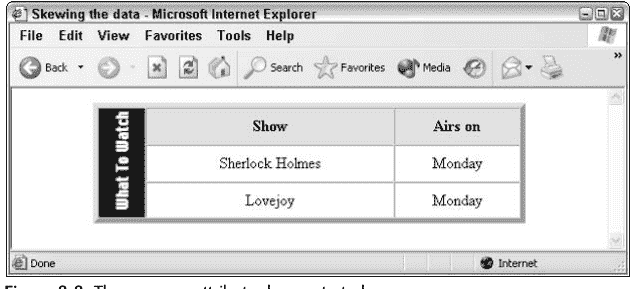 Skewing the data - Microsoft Internet Explorer
File Edit View Favorites Tools Help
Back Search Favorites Media
What To Watch
Show Airs on
Sherlock Holmes Monday
Lovejoy Monday
Done Internet